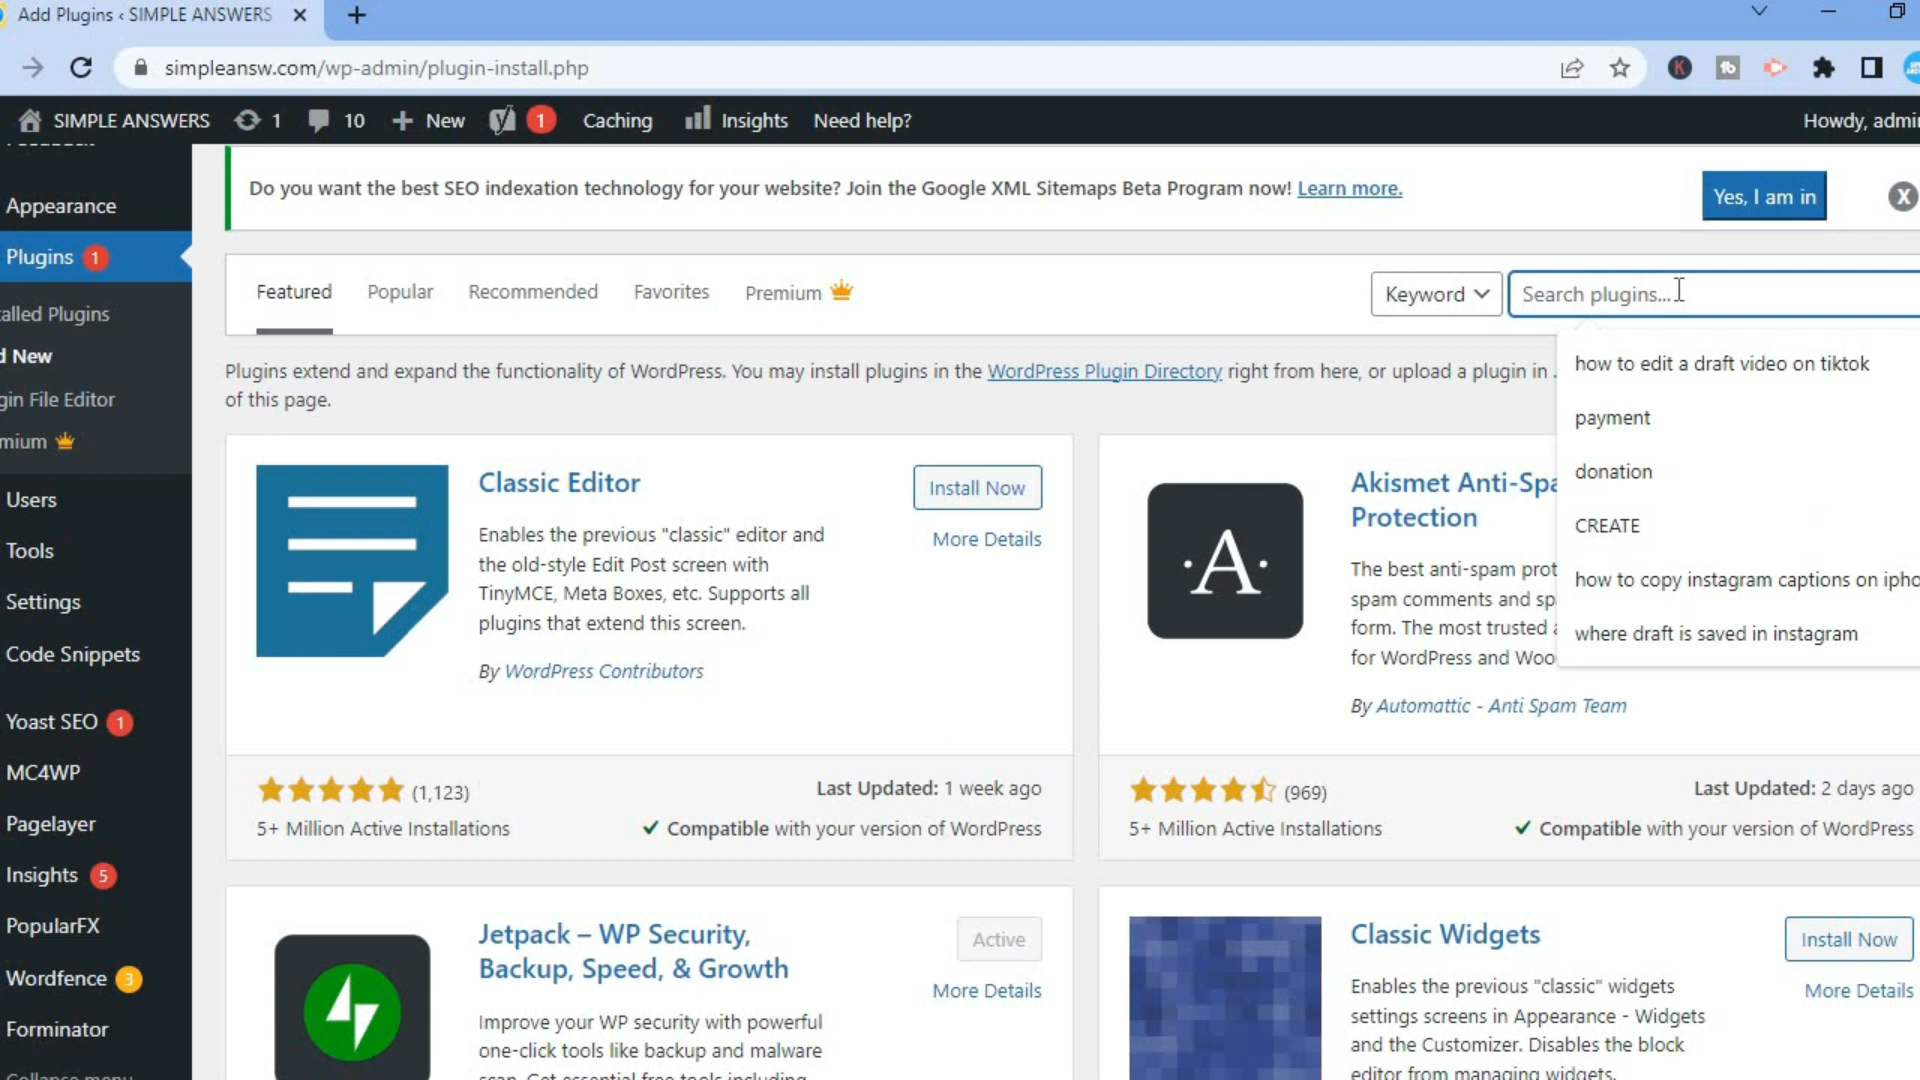 Add Plugins ‹ SIMPLE ANSWERS
simpleansw.com/wp-admin/plugin-install.php
SIMPLE ANSWERS 1 10 New 1 Caching Insights Need help? Howdy, admin
Do you want the best SEO indexation technology for your website? Join the Google XML Sitemaps Beta Program now! Learn more.
Yes, I am in
X
Appearance
Plugins 1
alled Plugins
d New
gin File Editor
mium
Users
Tools
Settings
Code Snippets
Yoast SEO 1
MC4WP
Pagelayer
Insights 5
PopularFX
Wordfence 3
Forminator
Collapse menu
Featured Popular Recommended Favorites Premium
Keyword
Search plugins...
how to edit a draft video on tiktok
payment
donation
CREATE
how to copy instagram captions on ipho
where draft is saved in instagram
Plugins extend and expand the functionality of WordPress. You may install plugins in the WordPress Plugin Directory right from here, or upload a plugin in .
of this page.
Classic Editor
Install Now
More Details
Enables the previous "classic" editor and
the old-style Edit Post screen with
TinyMCE, Meta Boxes, etc. Supports all
plugins that extend this screen.
By WordPress Contributors
(1,123)
5+ Million Active Installations
Last Updated: 1 week ago
Compatible with your version of WordPress
A
Akismet Anti-Spa
Protection
The best anti-spam prot
spam comments and sp
form. The most trusted
for WordPress and Woo
By Automattic - Anti Spam Team
(969)
5+ Million Active Installations
Last Updated: 2 days ago
Compatible with your version of WordPress
Jetpack – WP Security,
Backup, Speed, & Growth
Active
More Details
Improve your WP security with powerful
one-click tools like backup and malware
scan. Get essential free tools including
Classic Widgets
Install Now
More Details
Enables the previous "classic" widgets
settings screens in Appearance - Widgets
and the Customizer. Disables the block
editor from managing widgets.